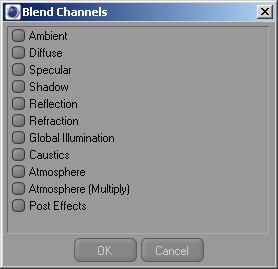 Blend Channels
Ambient
Diffuse
Specular
Shadow
Reflection
Refraction
Global Illumination
Caustics
Atmosphere
Atmosphere (Multiply)
Post Effects
OK Cancel